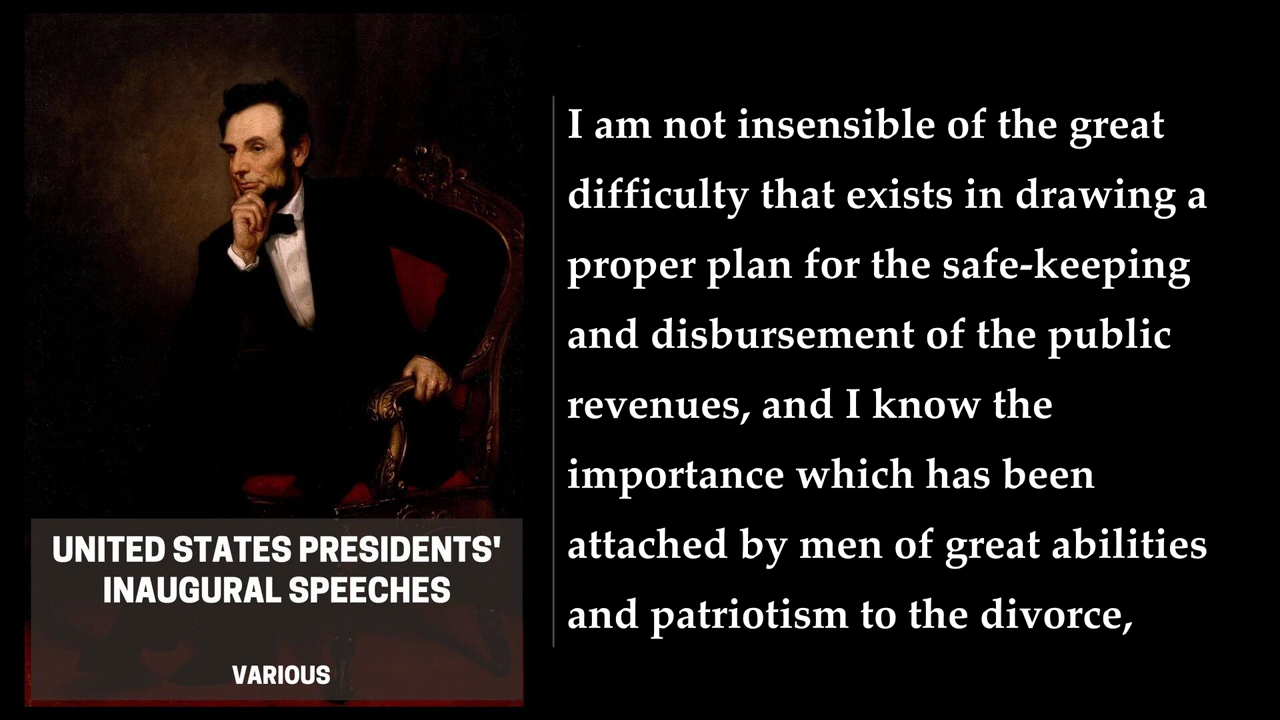 UNITED STATES PRESIDENTS'
INAUGURAL SPEECHES
VARIOUS
I am not insensible of the great
difficulty that exists in drawing a
proper plan for the safe-keeping
and disbursement of the public
revenues, and I know the
importance which has been
attached by men of great abilities
and patriotism to the divorce,